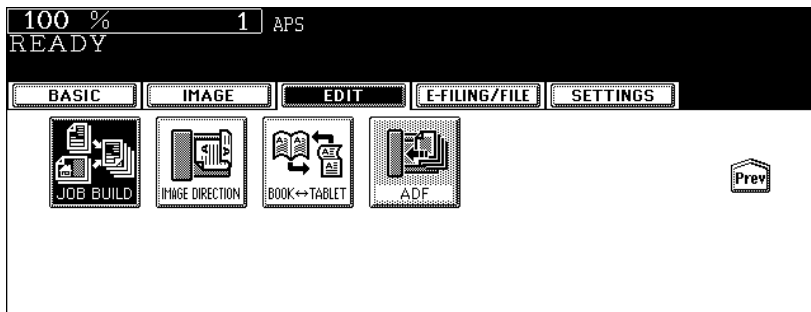 100 % 1 APS
READY
BASIC IMAGE EDIT E-FILING/FILE SETTINGS
JOB BUILD IMAGE DIRECTION BOOK↔TABLET ADF
Prev